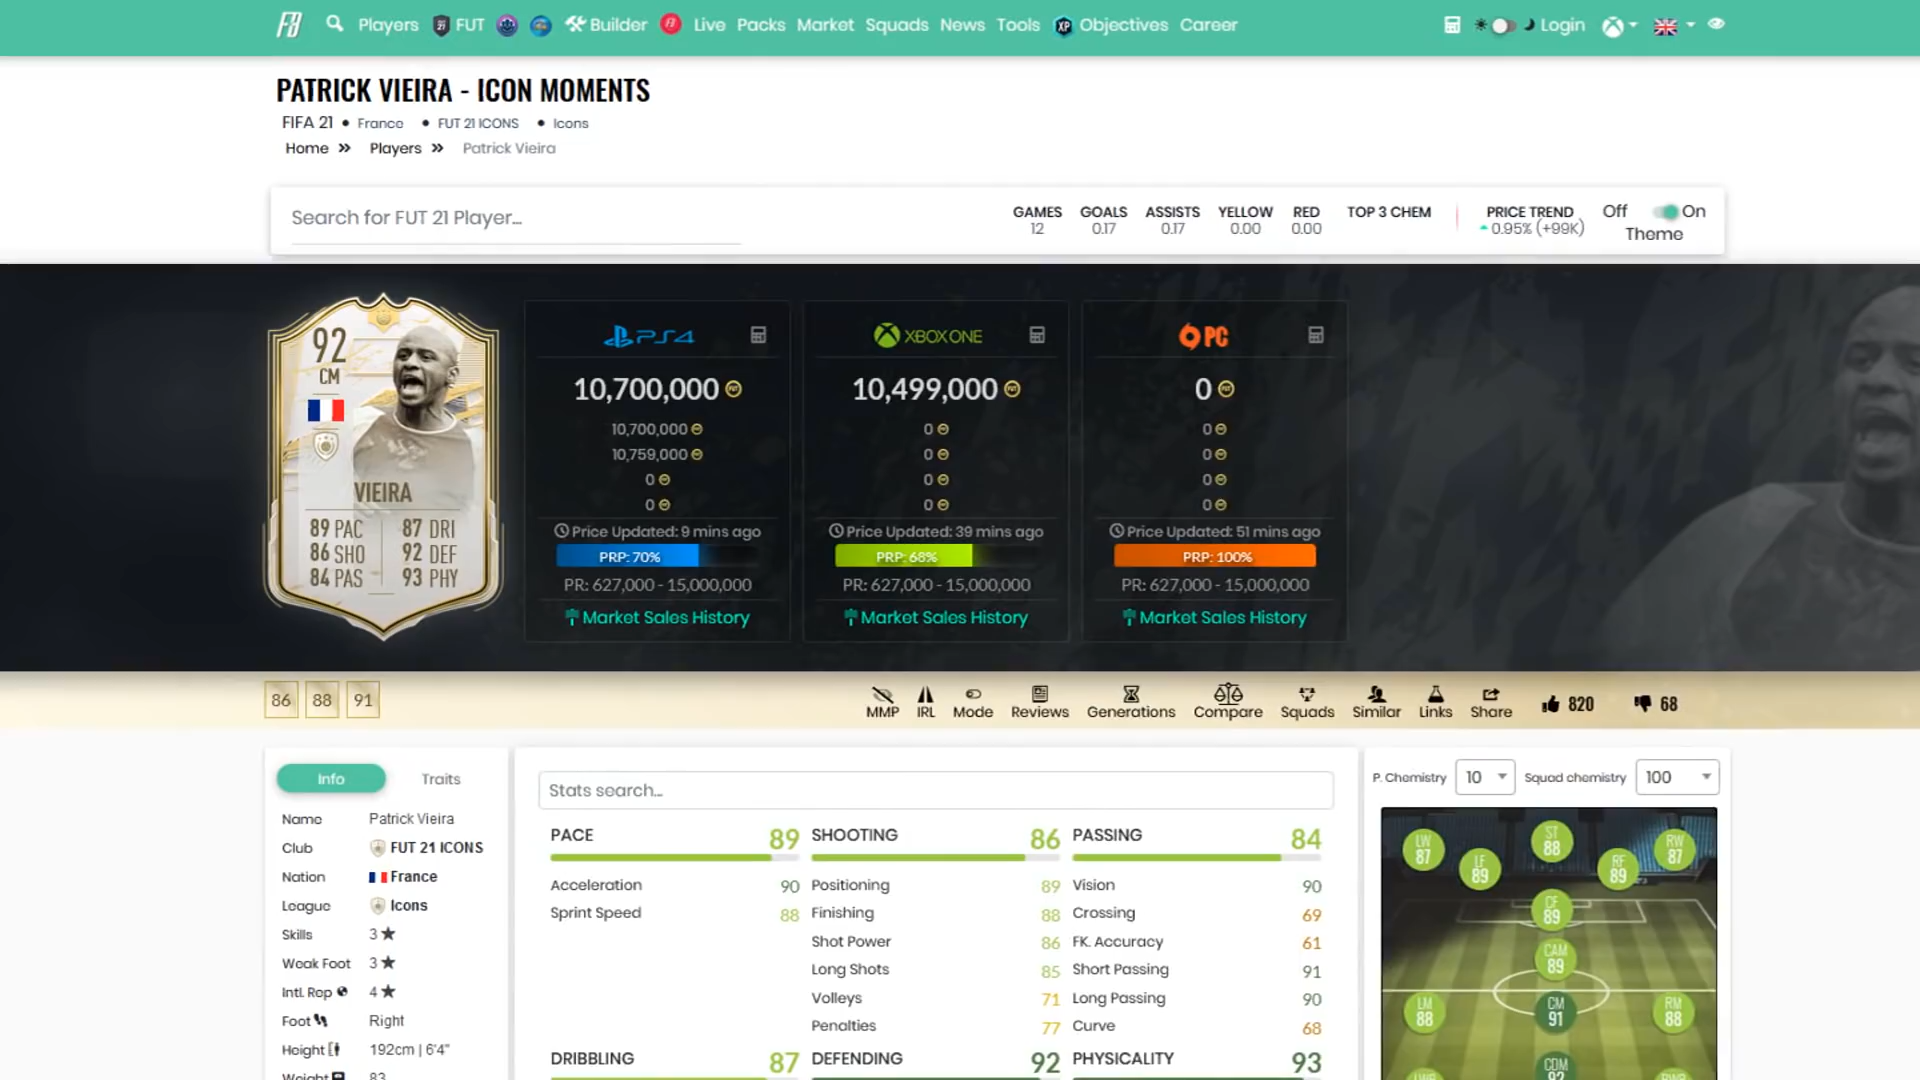 Players FUT Builder Live Packs Market Squads News Tools XP Objectives Career Login
PATRICK VIEIRA - ICON MOMENTS
FIFA 21 • France • FUT 21 ICONS • Icons
Home » Players » Patrick Vieira
Search for FUT 21 Player...
GAMES GOALS ASSISTS YELLOW RED TOP 3 CHEM PRICE TREND Off On
12 0.17 0.17 0.00 0.00 0.95% (+99K) Theme
92
CM
VIEIRA
89 PAC 87 DRI
86 SHO 92 DEF
84 PAS 93 PHY
PS4
10,700,000
10,700,000
10,759,000
0
0
Price Updated: 9 mins ago
PRP: 70%
PR: 627,000 - 15,000,000
Market Sales History
XBOX ONE
10,499,000
0
0
0
0
Price Updated: 39 mins ago
PRP: 68%
PR: 627,000 - 15,000,000
Market Sales History
PC
0
0
0
0
0
Price Updated: 51 mins ago
PRP: 100%
PR: 627,000 - 15,000,000
Market Sales History
86 88 91
MMP IRL Mode Reviews Generations Compare Squads Similar Links Share 820 68
Info Traits
Name Patrick Vieira
Club FUT 21 ICONS
Nation France
League Icons
Skills 3★
Weak Foot 3★
Intl. Rep 4★
Foot Right
Height 192cm | 6'4"
Weight 83
Stats search...
PACE 89
Acceleration 90
Sprint Speed 88
SHOOTING 86
Positioning 89
Finishing 88
Shot Power 86
Long Shots 85
Volleys 71
Penalties 77
PASSING 84
Vision 90
Crossing 69
FK. Accuracy 61
Short Passing 91
Long Passing 90
Curve 68
DRIBBLING 87
DEFENDING 92
PHYSICALITY 93
P. Chemistry 10 Squad chemistry 100
LW 87
ST 88
RW 87
LF 89
RF 89
CF 89
CAM 89
LM 88
CM 91
RM 88
CDM 92